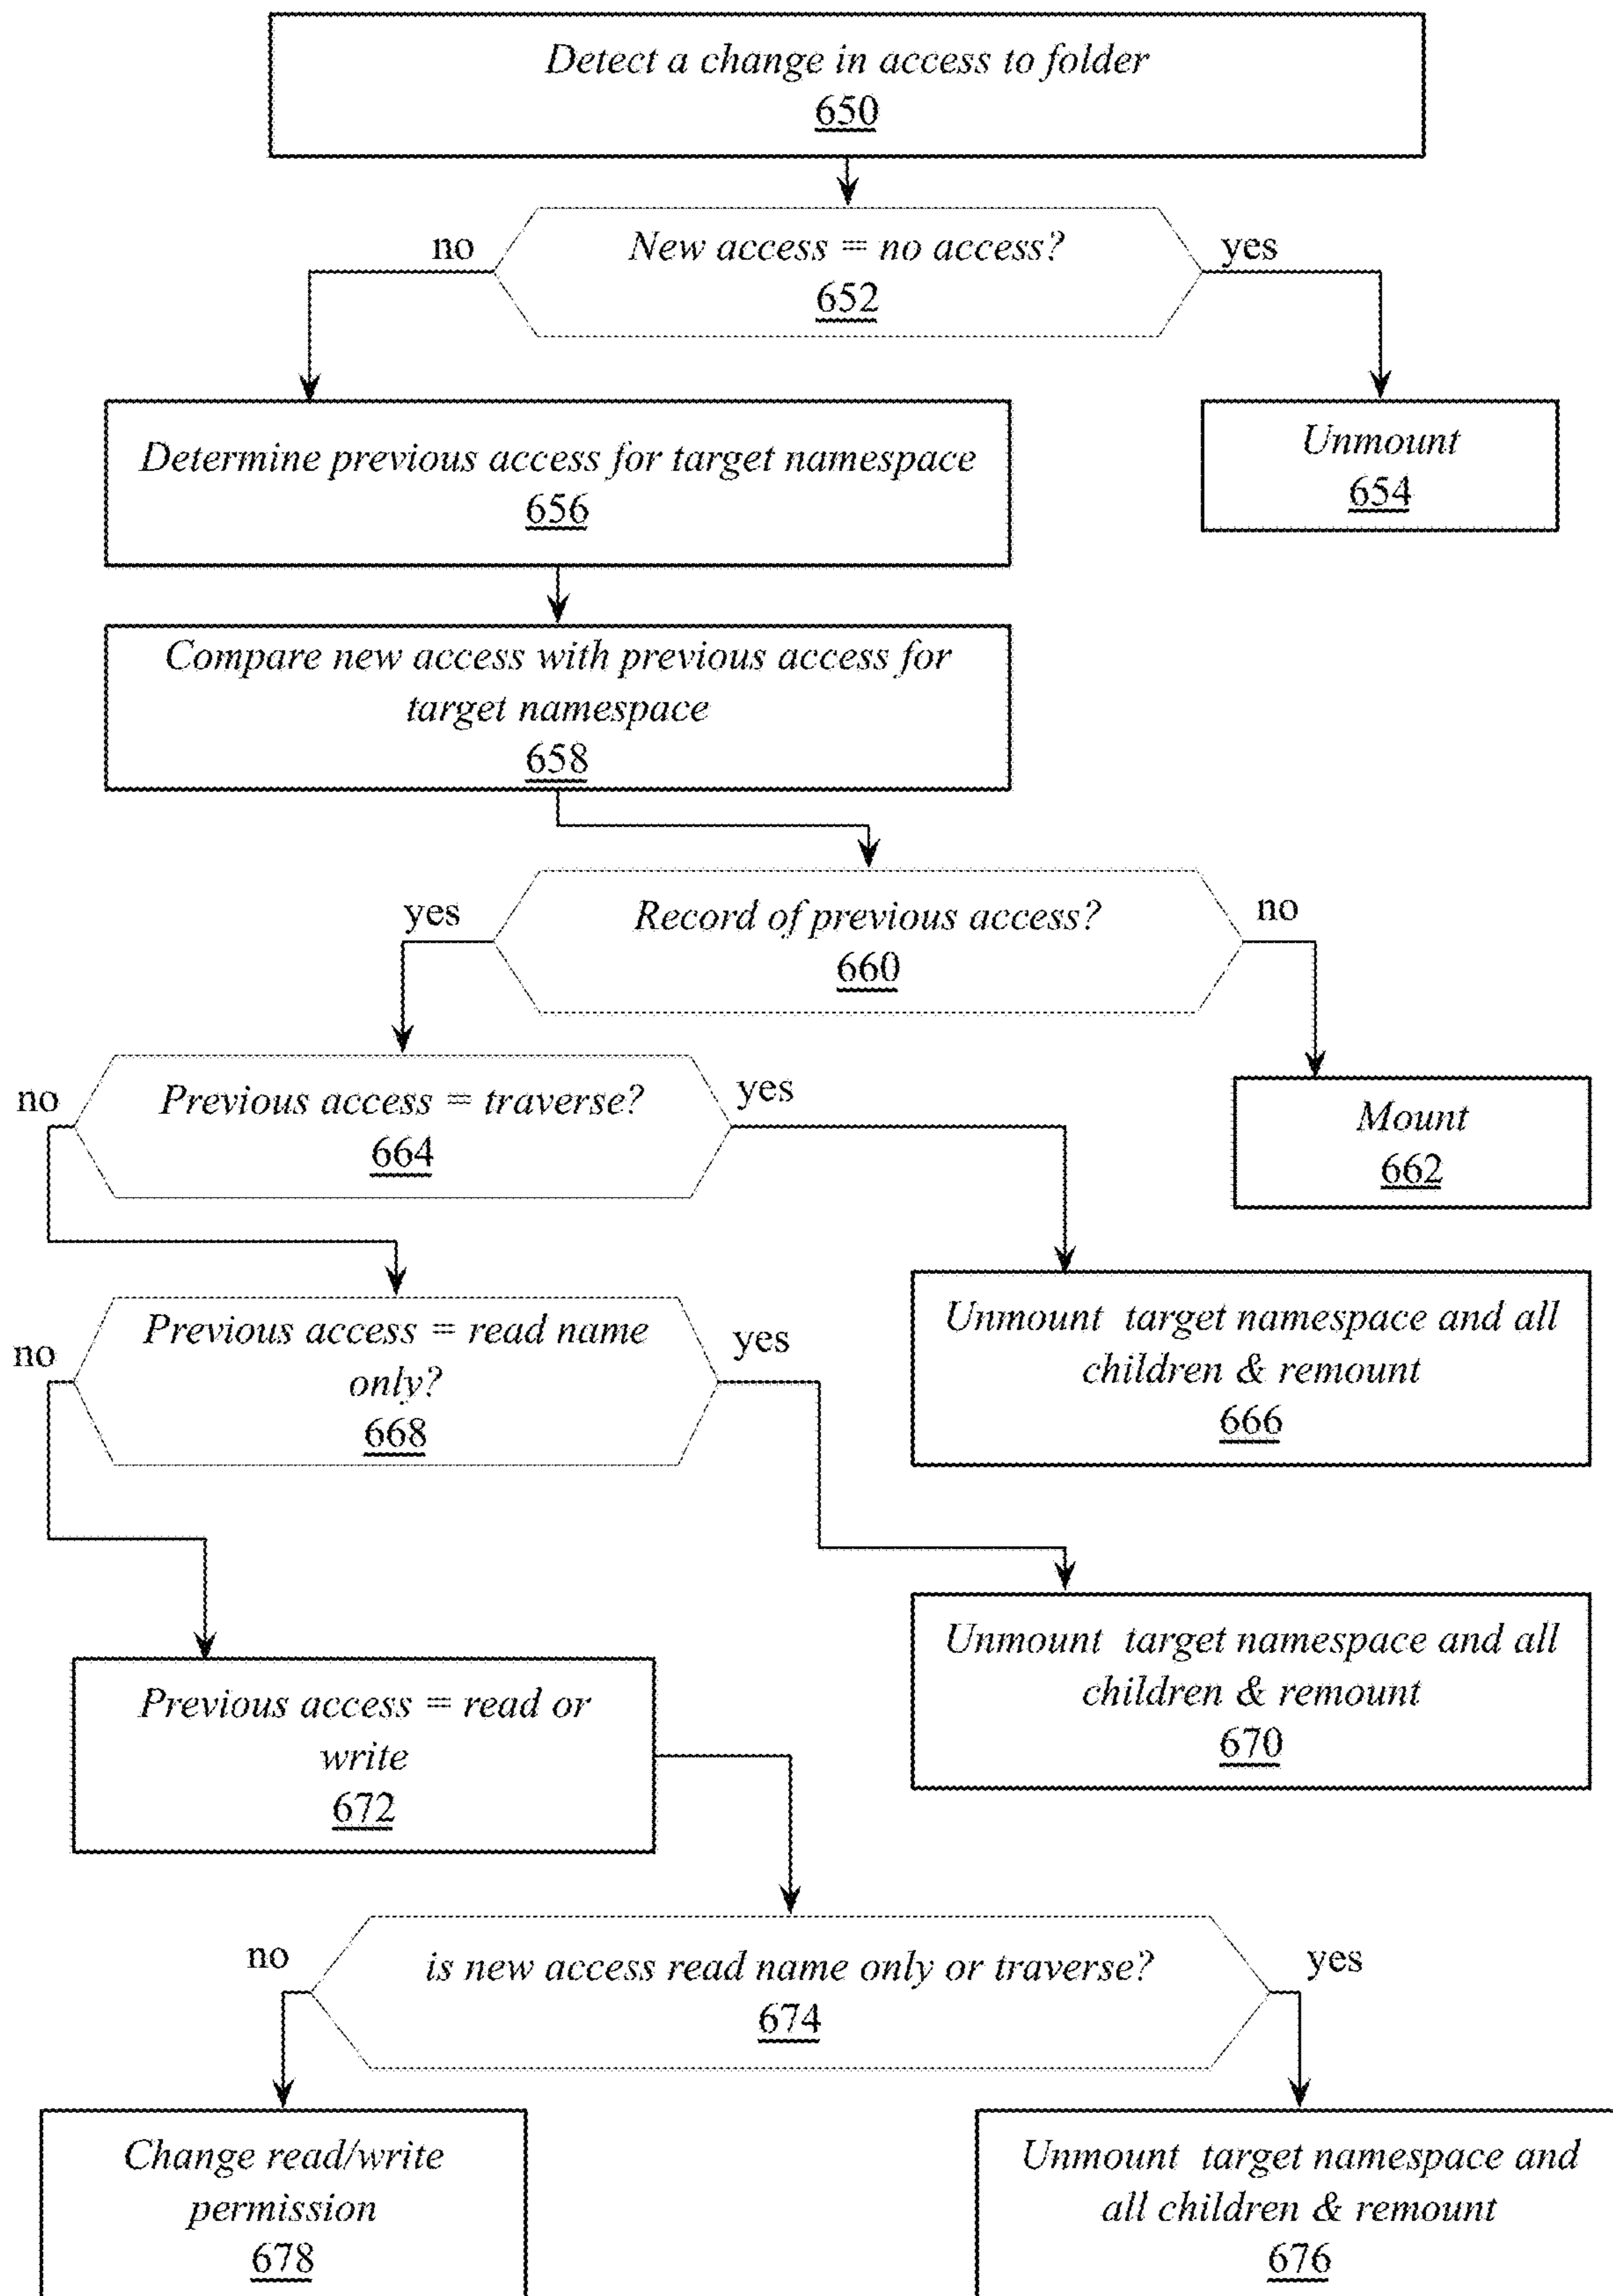 Detect a change in access to folder
650
no
New access = no access?
yes
652
Determine previous access for target namespace
656
Unmount
654
Compare new access with previous access for
target namespace
658
yes
Record of previous access?
no
660
no
Previous access = traverse?
yes
664
Mount
662
no
Previous access = read name
only?
yes
668
Unmount target namespace and all
children & remount
666
Unmount target namespace and all
children & remount
670
Previous access = read or
write
672
no
is new access read name only or traverse?
yes
674
Change read/write
permission
678
Unmount target namespace and
all children & remount
676